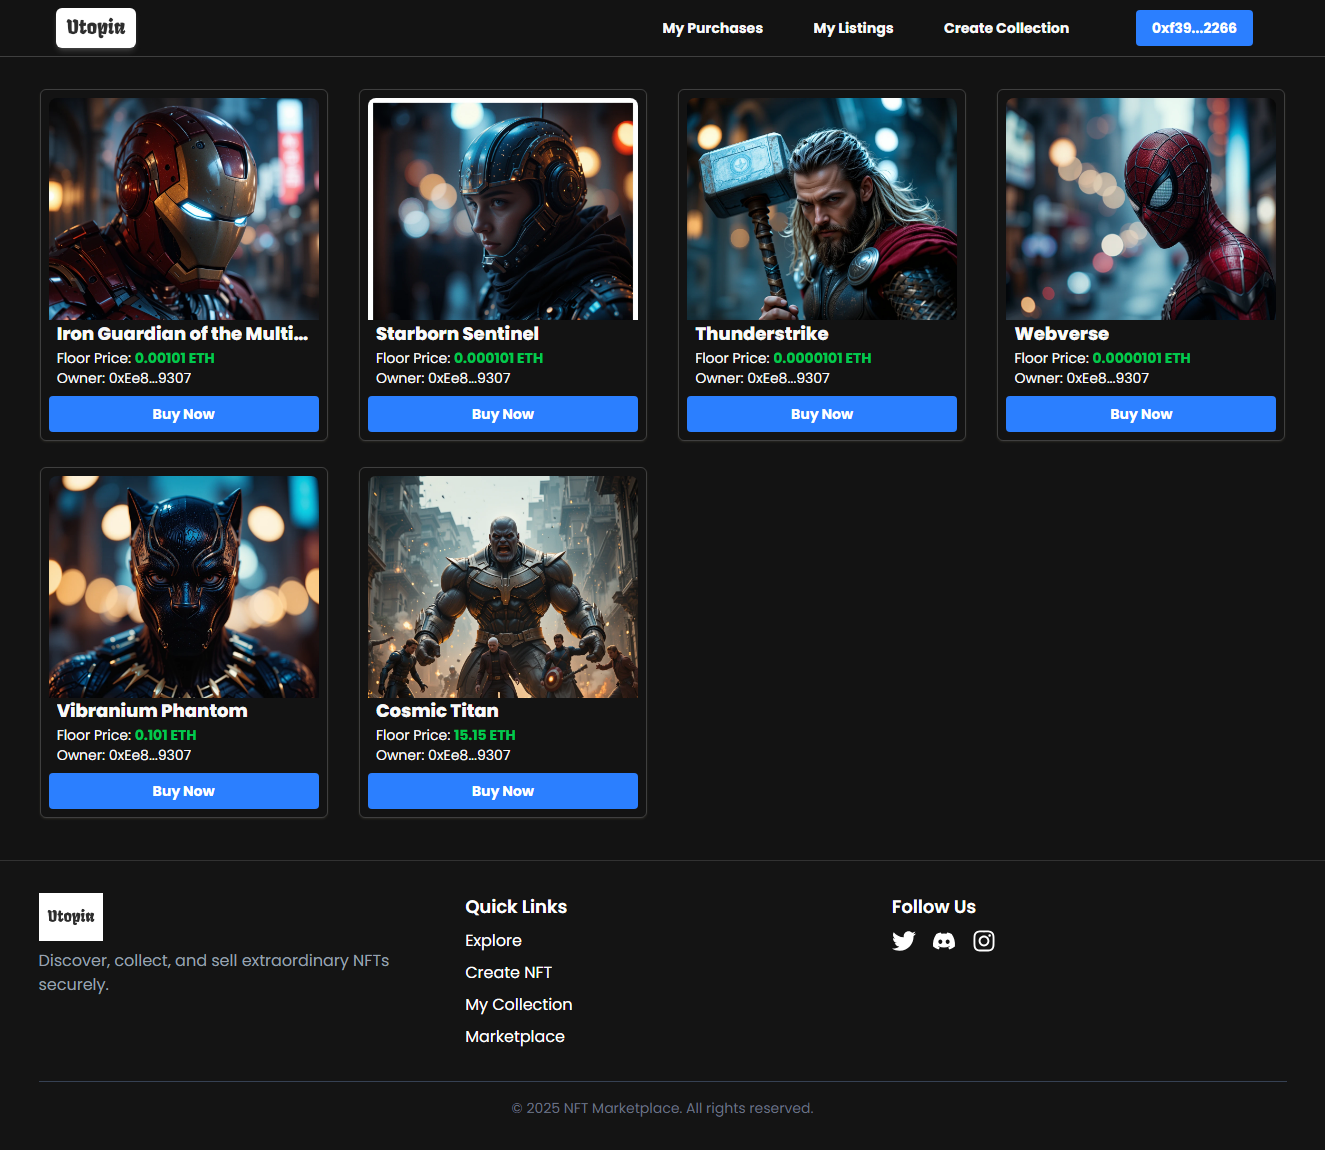 Utopia
My Purchases
My Listings
Create Collection
0xf39...2266
Iron Guardian of the Multi...
Floor Price: 0.00101 ETH
Owner: 0xEe8...9307
Buy Now
Starborn Sentinel
Floor Price: 0.000101 ETH
Owner: 0xEe8...9307
Buy Now
Thunderstrike
Floor Price: 0.0000101 ETH
Owner: 0xEe8...9307
Buy Now
Webverse
Floor Price: 0.0000101 ETH
Owner: 0xEe8...9307
Buy Now
Vibranium Phantom
Floor Price: 0.101 ETH
Owner: 0xEe8...9307
Buy Now
Cosmic Titan
Floor Price: 15.15 ETH
Owner: 0xEe8...9307
Buy Now
Utopia
Discover, collect, and sell extraordinary NFTs
securely.
Quick Links
Explore
Create NFT
My Collection
Marketplace
Follow Us
© 2025 NFT Marketplace. All rights reserved.